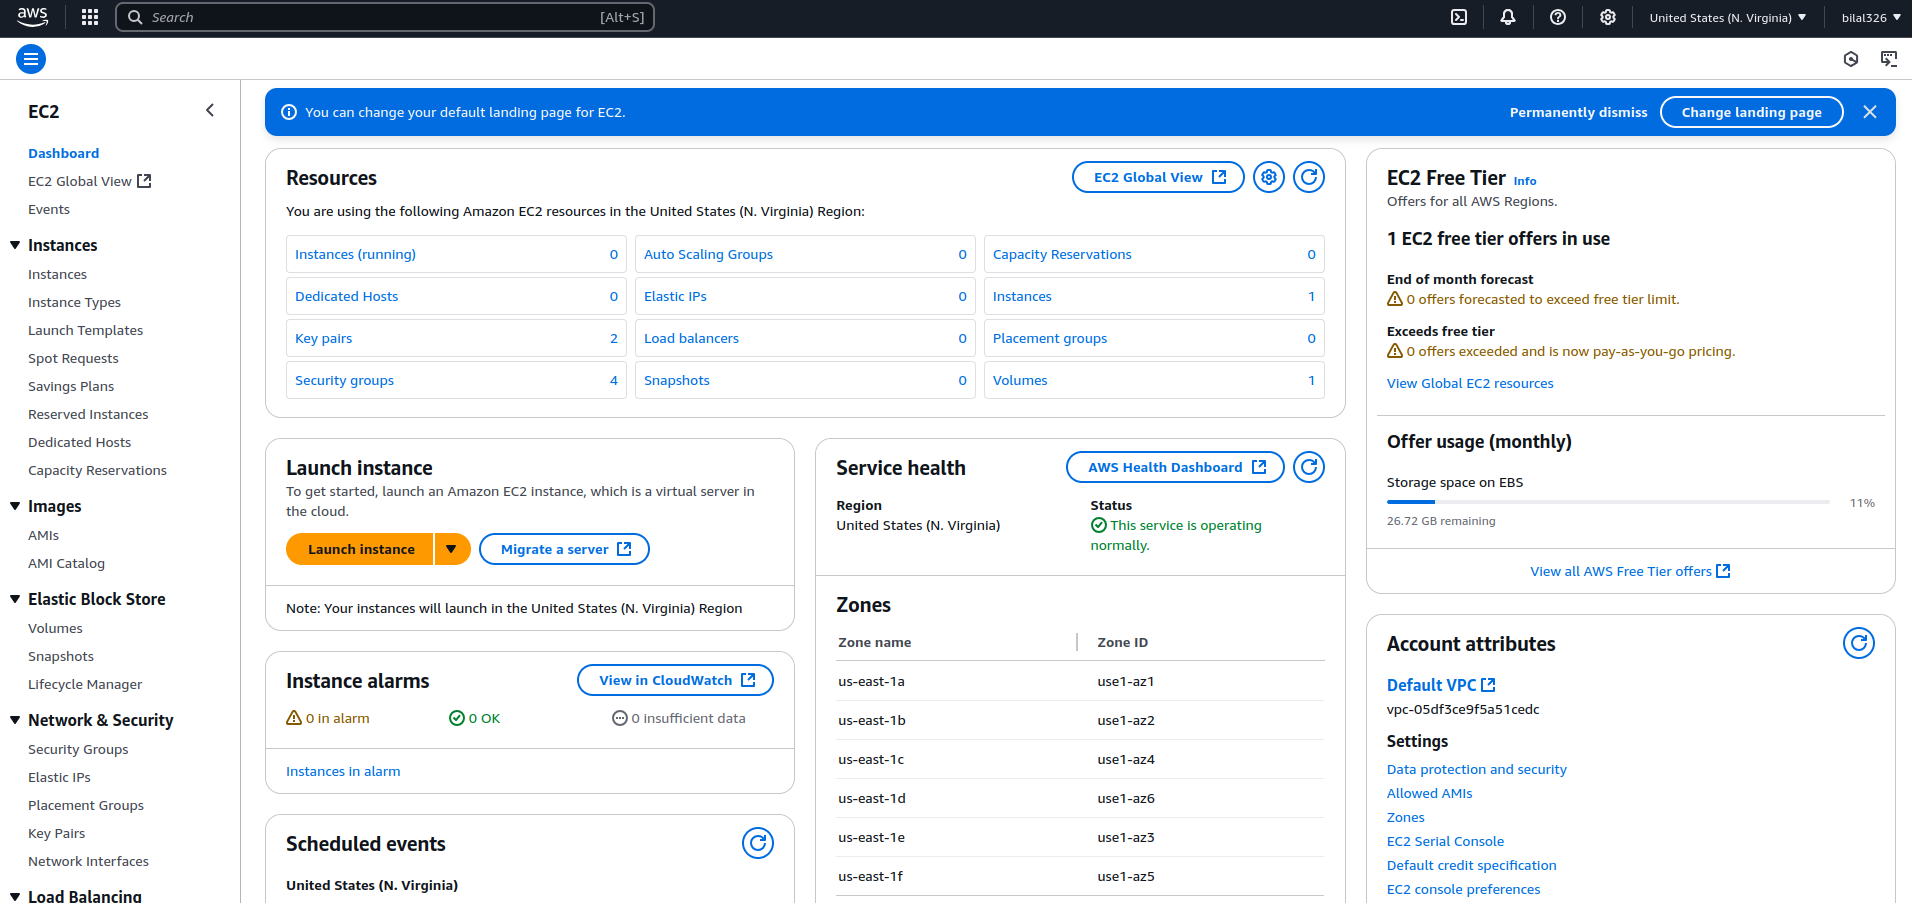 aws
Search
[Alt+S]
United States (N. Virginia)
bilal326
EC2
Dashboard
EC2 Global View
Events
Instances
Instances
Instance Types
Launch Templates
Spot Requests
Savings Plans
Reserved Instances
Dedicated Hosts
Capacity Reservations
Images
AMIs
AMI Catalog
Elastic Block Store
Volumes
Snapshots
Lifecycle Manager
Network & Security
Security Groups
Elastic IPs
Placement Groups
Key Pairs
Network Interfaces
Load Balancing
You can change your default landing page for EC2.
Permanently dismiss
Change landing page
Resources
EC2 Global View
You are using the following Amazon EC2 resources in the United States (N. Virginia) Region:
Instances (running) 0
Auto Scaling Groups 0
Capacity Reservations 0
Dedicated Hosts 0
Elastic IPs 0
Instances 1
Key pairs 2
Load balancers 0
Placement groups 0
Security groups 4
Snapshots 0
Volumes 1
Launch instance
To get started, launch an Amazon EC2 instance, which is a virtual server in
the cloud.
Launch instance
Migrate a server
Note: Your instances will launch in the United States (N. Virginia) Region
Instance alarms
View in CloudWatch
0 in alarm
0 OK
0 insufficient data
Instances in alarm
Scheduled events
United States (N. Virginia)
Service health
AWS Health Dashboard
Region
United States (N. Virginia)
Status
This service is operating
normally.
Zones
Zone name Zone ID
us-east-1a use1-az1
us-east-1b use1-az2
us-east-1c use1-az4
us-east-1d use1-az6
us-east-1e use1-az3
us-east-1f use1-az5
EC2 Free Tier Info
Offers for all AWS Regions.
1 EC2 free tier offers in use
End of month forecast
0 offers forecasted to exceed free tier limit.
Exceeds free tier
0 offers exceeded and is now pay-as-you-go pricing.
View Global EC2 resources
Offer usage (monthly)
Storage space on EBS
11%
26.72 GB remaining
View all AWS Free Tier offers
Account attributes
Default VPC
vpc-05df3ce9f5a51cedc
Settings
Data protection and security
Allowed AMIs
Zones
EC2 Serial Console
Default credit specification
EC2 console preferences